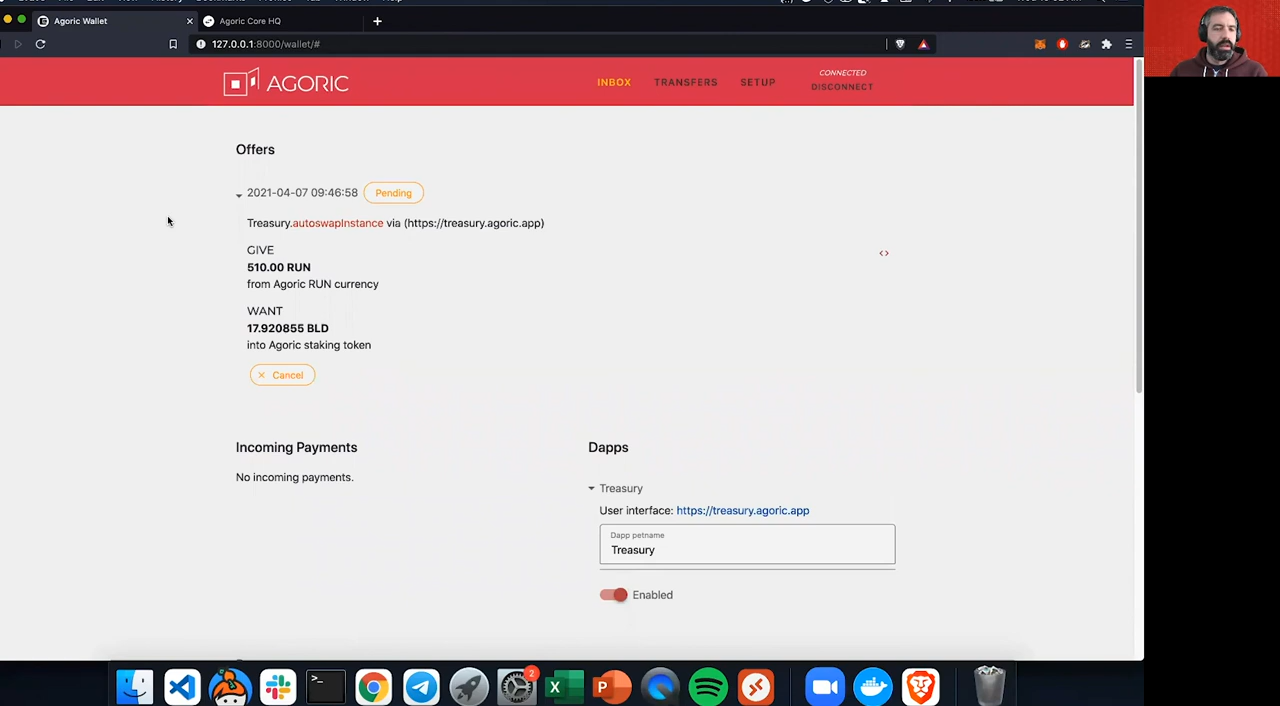 Agoric Wallet
Agoric Core HQ
127.0.0.1:8000/wallet/#
AGORIC
INBOX
TRANSFERS
SETUP
CONNECTED
DISCONNECT
Offers
2021-04-07 09:46:58
Pending
Treasury.autoswapInstance via (https://treasury.agoric.app)
GIVE
510.00 RUN
from Agoric RUN currency
< >
WANT
17.920855 BLD
into Agoric staking token
× Cancel
Incoming Payments
No incoming payments.
Dapps
Treasury
User interface: https://treasury.agoric.app
Dapp petname
Treasury
Enabled
2